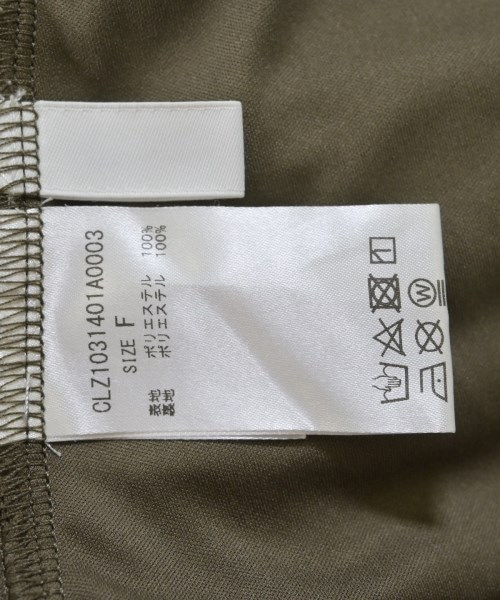 CLZ1031401A0003
SIZE F
表地 ポリエステル 100%
裏地 ポリエステル 100%
W